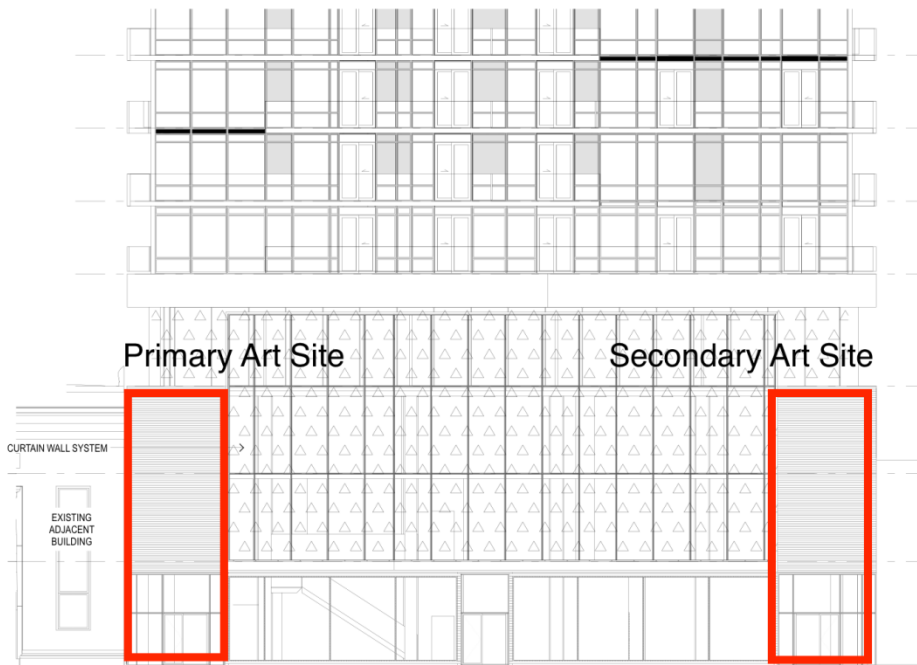 Primary Art Site
Secondary Art Site
CURTAIN WALL SYSTEM
EXISTING
ADJACENT
BUILDING